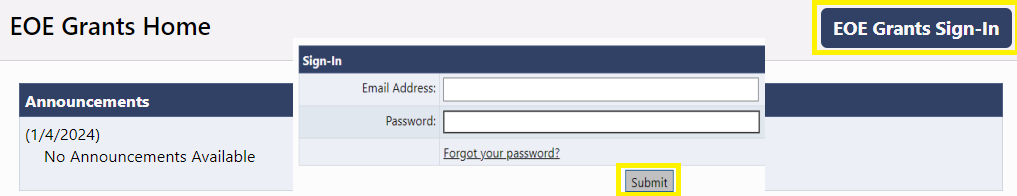 EOE Grants Home
EOE Grants Sign-In
Announcements
(1/4/2024)
No Announcements Available
Sign-In
Email Address:
Password:
Forgot your password?
Submit